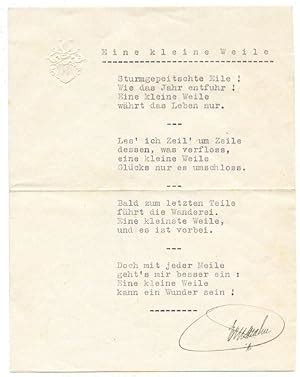 Eine kleine Weile
Sturmgepeitschte Eile !
Wie das Jahr entfuhr !
Eine kleine Weile
währt das Leben nur.
---
Les' ich Zeil' um Zeile
dessen, was verfloss,
eine kleine Weile
Glücks nur es umschloss.
---
Bald zum letzten Teile
führt die Wanderei.
Eine kleinste Weile,
und es ist vorbei.
---
Doch mit jeder Meile
geht's mir besser ein :
Eine kleine Weile
kann ein Wunder sein !